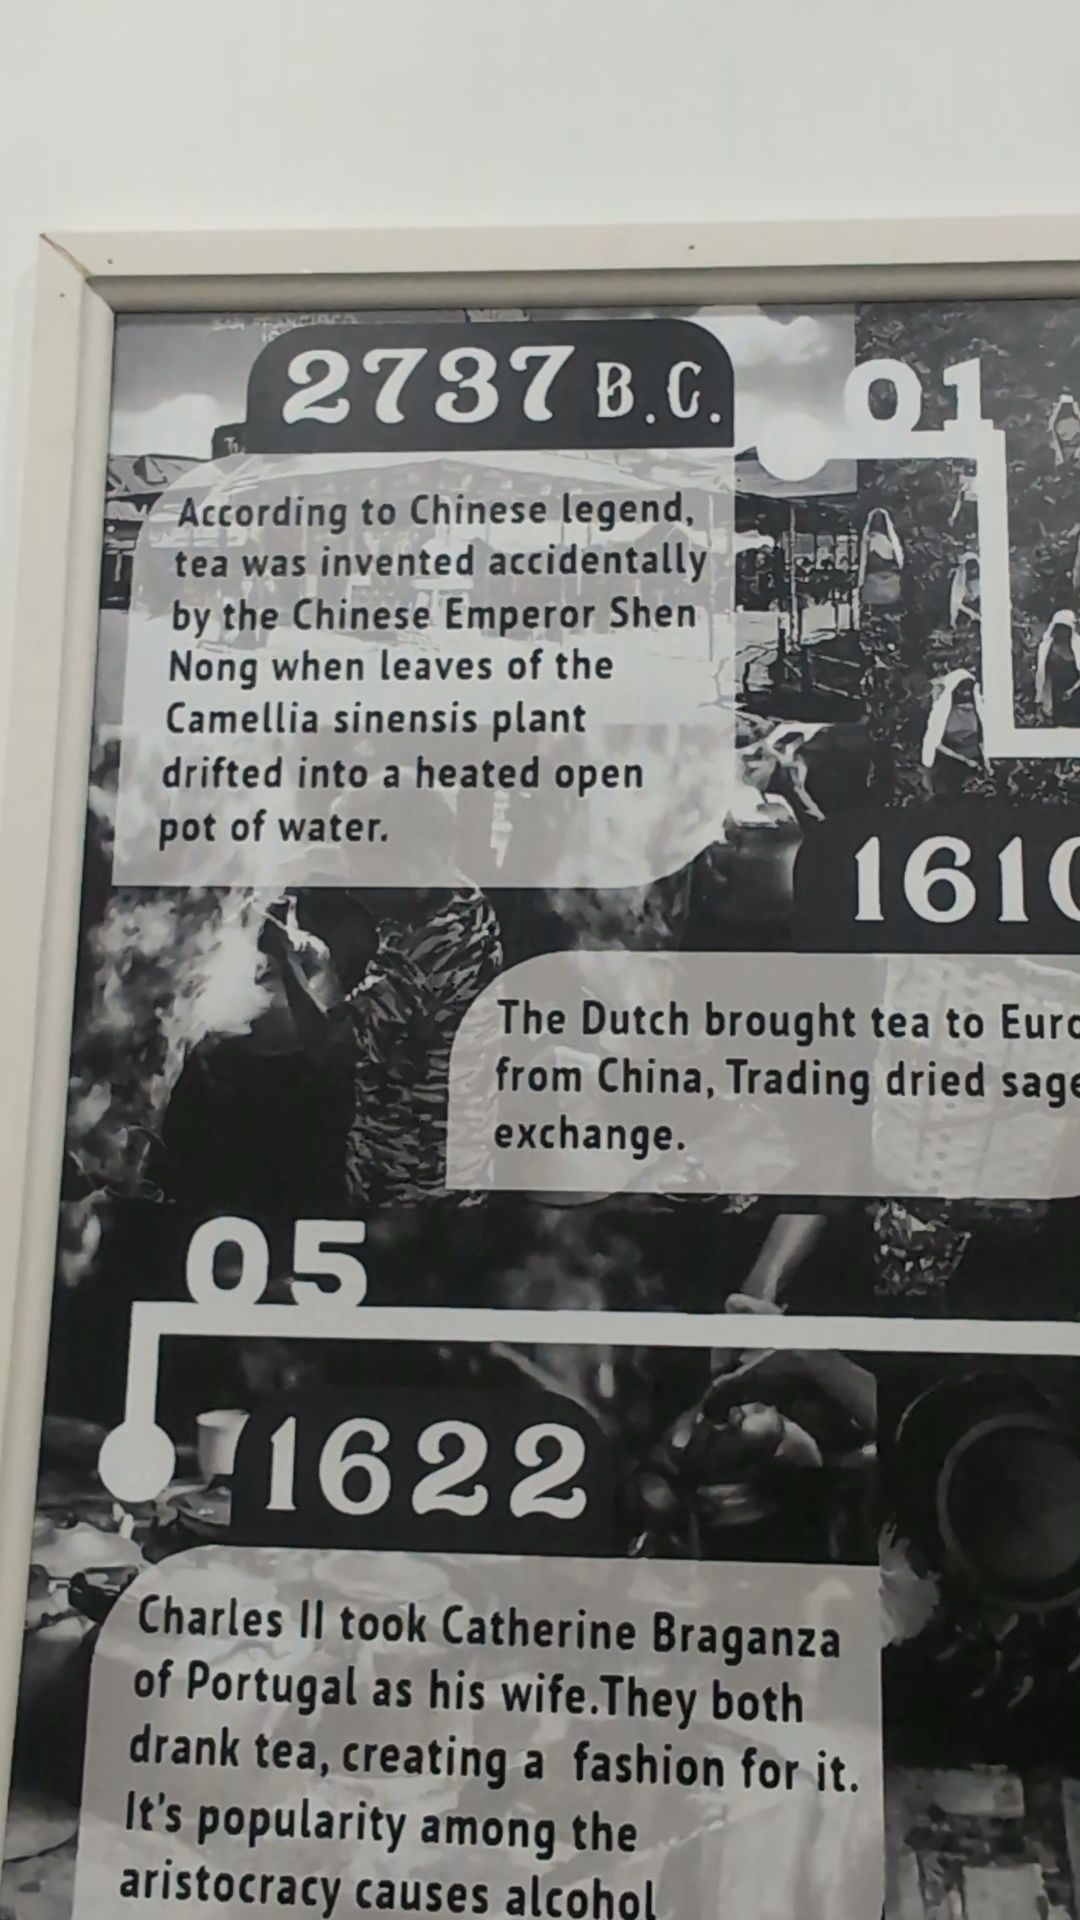 2737 B.C.
01
According to Chinese legend,
tea was invented accidentally
by the Chinese Emperor Shen
Nong when leaves of the
Camellia sinensis plant
drifted into a heated open
pot of water.
1610
The Dutch brought tea to
from China, Trading dried
exchange.
05
1622
Charles II took Catherine Braganza
of Portugal as his wife.They both
drank tea, creating a fashion for it.
It's popularity among the
aristocracy causes alcohol